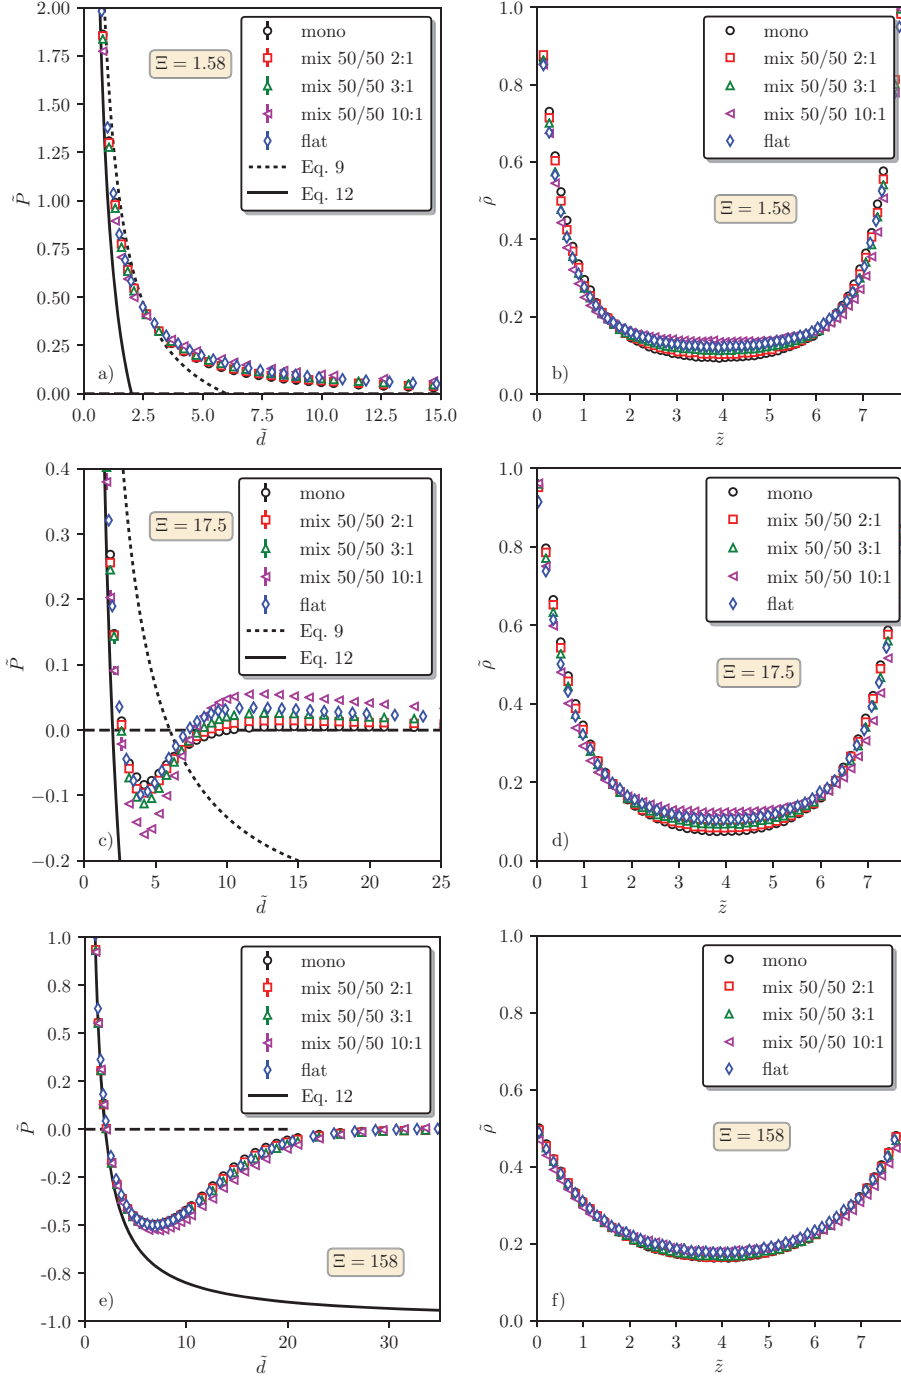 2.00
1.75
1.50
1.25
1.00
0.75
0.50
0.25
0.00
P̃
0.0 2.5 5.0 7.5 10.0 12.5 15.0
d̃
Ξ = 1.58
mono
mix 50/50 2:1
mix 50/50 3:1
mix 50/50 10:1
flat
Eq. 9
Eq. 12
a)
1.0
0.8
0.6
0.4
0.2
0.0
ρ̃
0 1 2 3 4 5 6 7
z̃
mono
mix 50/50 2:1
mix 50/50 3:1
mix 50/50 10:1
flat
Ξ = 1.58
b)
0.4
0.3
0.2
0.1
0.0
−0.1
−0.2
P̃
0 5 10 15 20 25
d̃
Ξ = 17.5
mono
mix 50/50 2:1
mix 50/50 3:1
mix 50/50 10:1
flat
Eq. 9
Eq. 12
c)
1.0
0.8
0.6
0.4
0.2
0.0
ρ̃
0 1 2 3 4 5 6 7
z̃
mono
mix 50/50 2:1
mix 50/50 3:1
mix 50/50 10:1
flat
Ξ = 17.5
d)
1.0
0.8
0.5
0.2
0.0
-0.2
-0.5
-0.8
-1.0
P̃
0 10 20 30
d̃
mono
mix 50/50 2:1
mix 50/50 3:1
mix 50/50 10:1
flat
Eq. 12
Ξ = 158
e)
1.0
0.8
0.6
0.4
0.2
0.0
ρ̃
0 1 2 3 4 5 6 7
z̃
mono
mix 50/50 2:1
mix 50/50 3:1
mix 50/50 10:1
flat
Ξ = 158
f)